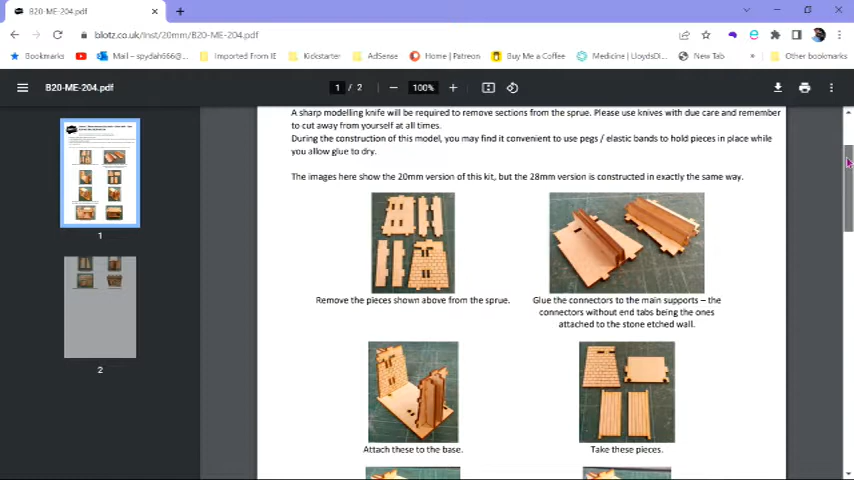 B20-ME-204.pdf
blotz.co.uk/Inst/20mm/B20-ME-204.pdf
Bookmarks
Mail – spydah666@...
Imported From IE
Kickstarter
AdSense
Home | Patreon
Buy Me a Coffee
Medicine | LloydsDi...
New Tab
Other bookmarks
B20-ME-204.pdf
1 / 2
100%
A sharp modelling knife will be required to remove sections from the sprue. Please use knives with due care and remember
to cut away from yourself at all times.
During the construction of this model, you may find it convenient to use pegs / elastic bands to hold pieces in place while
you allow glue to dry.
The images here show the 20mm version of this kit, but the 28mm version is constructed in exactly the same way.
Remove the pieces shown above from the sprue.
Glue the connectors to the main supports – the
connectors without end tabs being the ones
attached to the stone etched wall.
Attach these to the base.
Take these pieces.
1
2